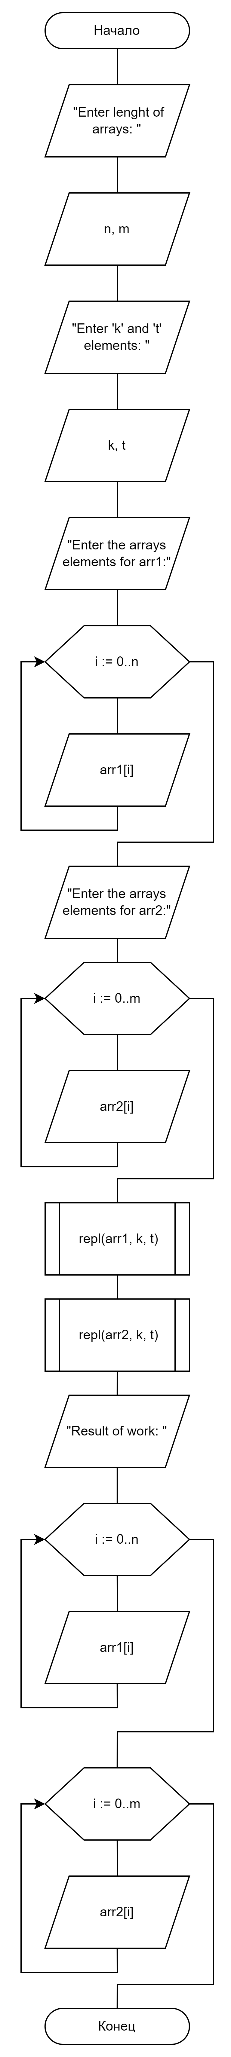 Начало
"Enter lenght of
arrays: "
n, m
"Enter 'k' and 't'
elements: "
k, t
"Enter the arrays
elements for arr1:"
i := 0..n
arr1[i]
"Enter the arrays
elements for arr2:"
i := 0..m
arr2[i]
repl(arr1, k, t)
repl(arr2, k, t)
"Result of work: "
i := 0..n
arr1[i]
i := 0..m
arr2[i]
Конец